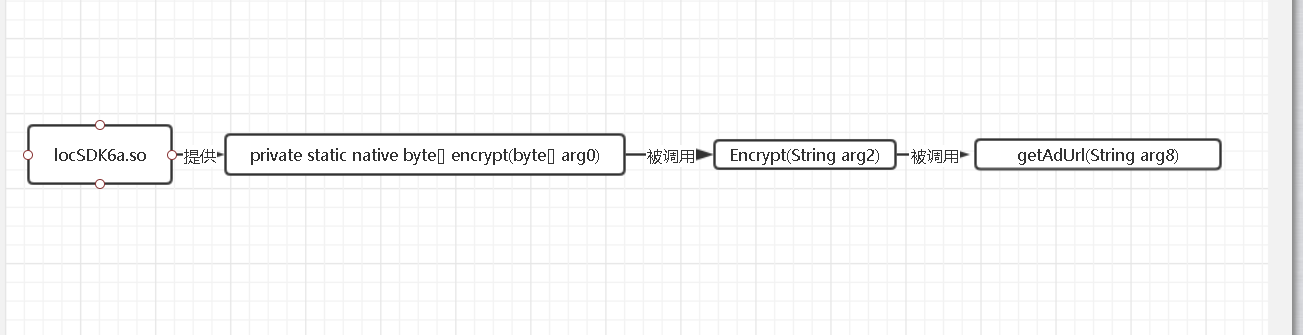 locSDK6a.so
提供
private static native byte[] encrypt(byte[] arg0)
被调用
Encrypt(String arg2)
被调用
getAdUrl(String arg8)